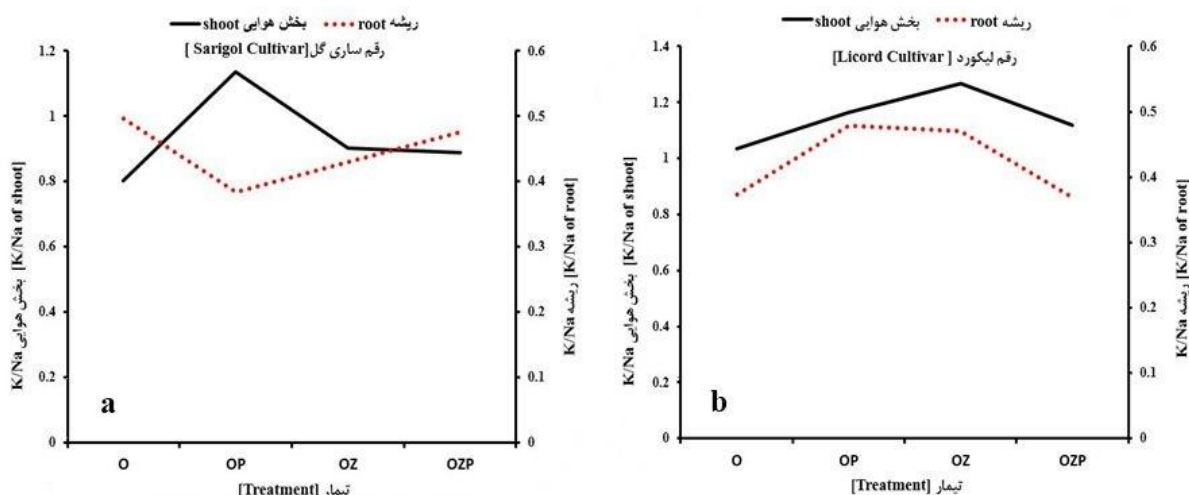 shoot بخش هوایی root ریشه
رقم ساری گل [Sarigol Cultivar ]
K/Na بخش هوایی [K/Na of shoot]
1.2
1
0.8
0.6
0.4
0.2
0
0.6
0.5
0.4
0.3
0.2
0.1
0
K/Na ریشه [K/Na of root]
a
O OP OZ OZP
تیمار [Treatment]
shoot بخش هوایی root ریشه
رقم لیکورد [Licord Cultivar ]
K/Na بخش هوایی [K/Na of shoot]
1.4
1.2
1
0.8
0.6
0.4
0.2
0
0.6
0.5
0.4
0.3
0.2
0.1
0
K/Na ریشه [K/Na of root]
b
O OP OZ OZP
تیمار [Treatment]